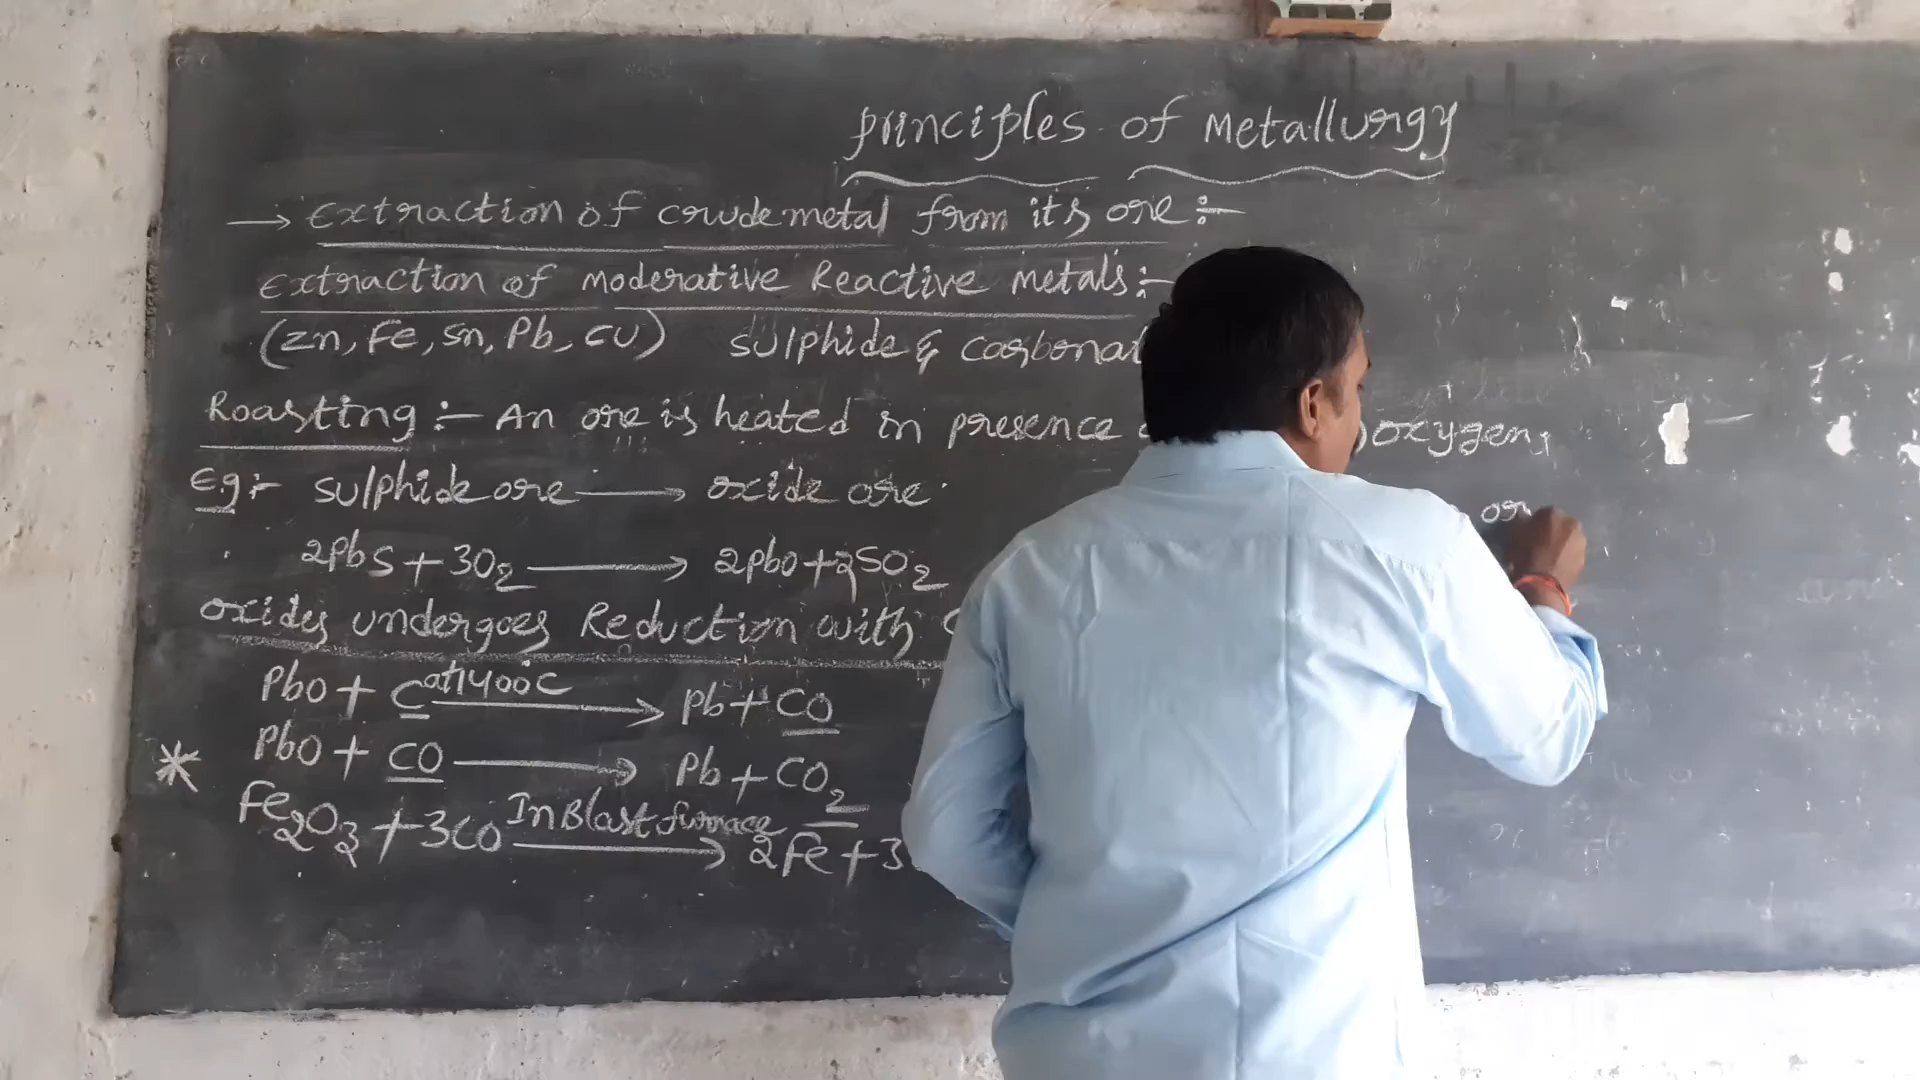 principles of Metallurgy
→ Extraction of crude metal from its ore :-
Extraction of moderative Reactive metals :-
(Zn, Fe, Sn, Pb, Cu) sulphide & carbonat
Roasting :- An ore is heated in presence oxygen,
Eg :- sulphide ore → oxide ore
or
2Pbs + 3O₂ → 2pbo + 2SO₂
oxides undergoes Reduction with
Pbo + C at 1400°C → Pb + CO
* PbO + CO → Pb + CO₂
Fe₂O₃ + 3CO In Blast furnace → 2Fe + 3